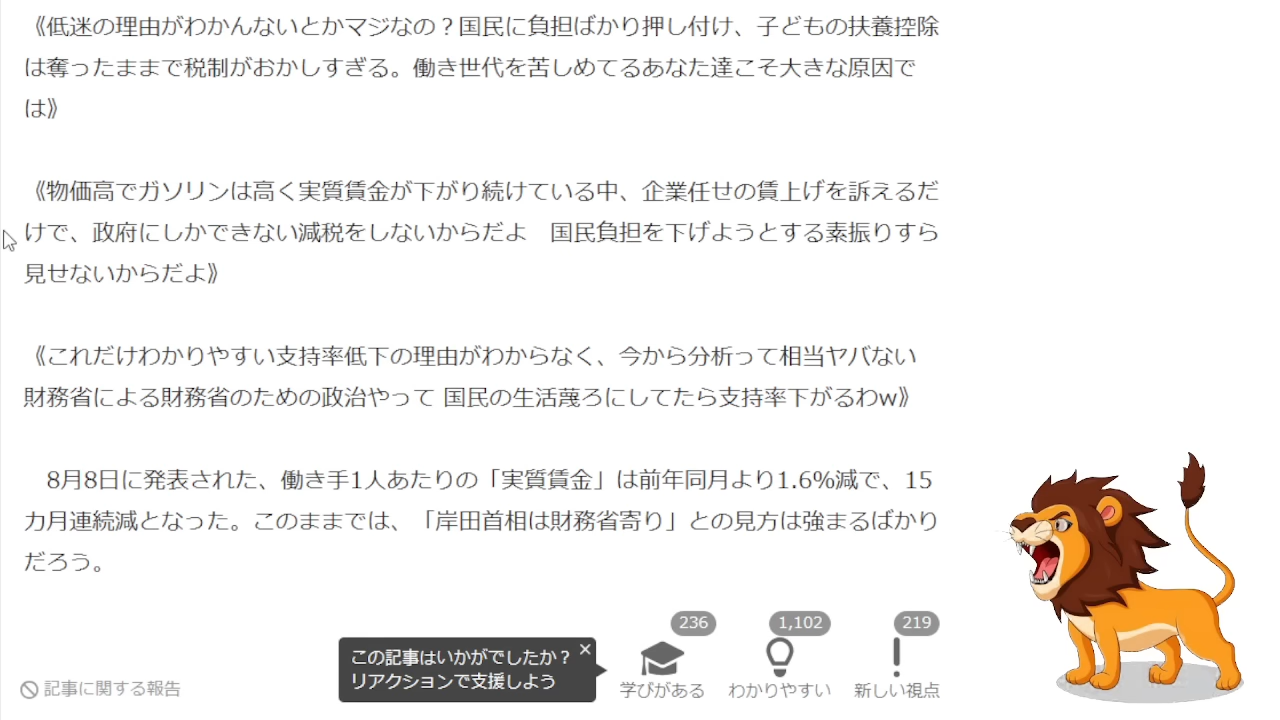 《低迷の理由がわかんないとかマジなの？国民に負担ばかり押し付け、子どもの扶養控除
は奪ったままで税制がおかしすぎる。働き世代を苦しめてるあなた達こそ大きな原因で
は》
《物価高でガソリンは高く実質賃金が下がり続けている中、企業任せの賃上げを訴えるだ
けで、政府にしかできない減税をしないからだよ　国民負担を下げようとする素振りすら
見せないからだよ》
《これだけわかりやすい支持率低下の理由がわからなく、今から分析って相当ヤバない
財務省による財務省のための政治やって 国民の生活蔑ろにしてたら支持率下がるわw》
　8月8日に発表された、働き手1人あたりの「実質賃金」は前年同月より1.6%減で、15
カ月連続減となった。このままでは、「岸田首相は財務省寄り」との見方は強まるばかり
だろう。
236 1,102 219
この記事はいかがでしたか？ ×
リアクションで支援しよう
学びがある わかりやすい 新しい視点
記事に関する報告